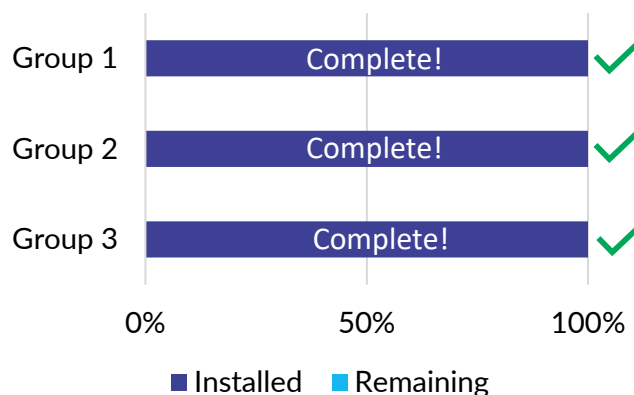 Group 1
Complete!
Group 2
Complete!
Group 3
Complete!
0% 50% 100%
Installed Remaining